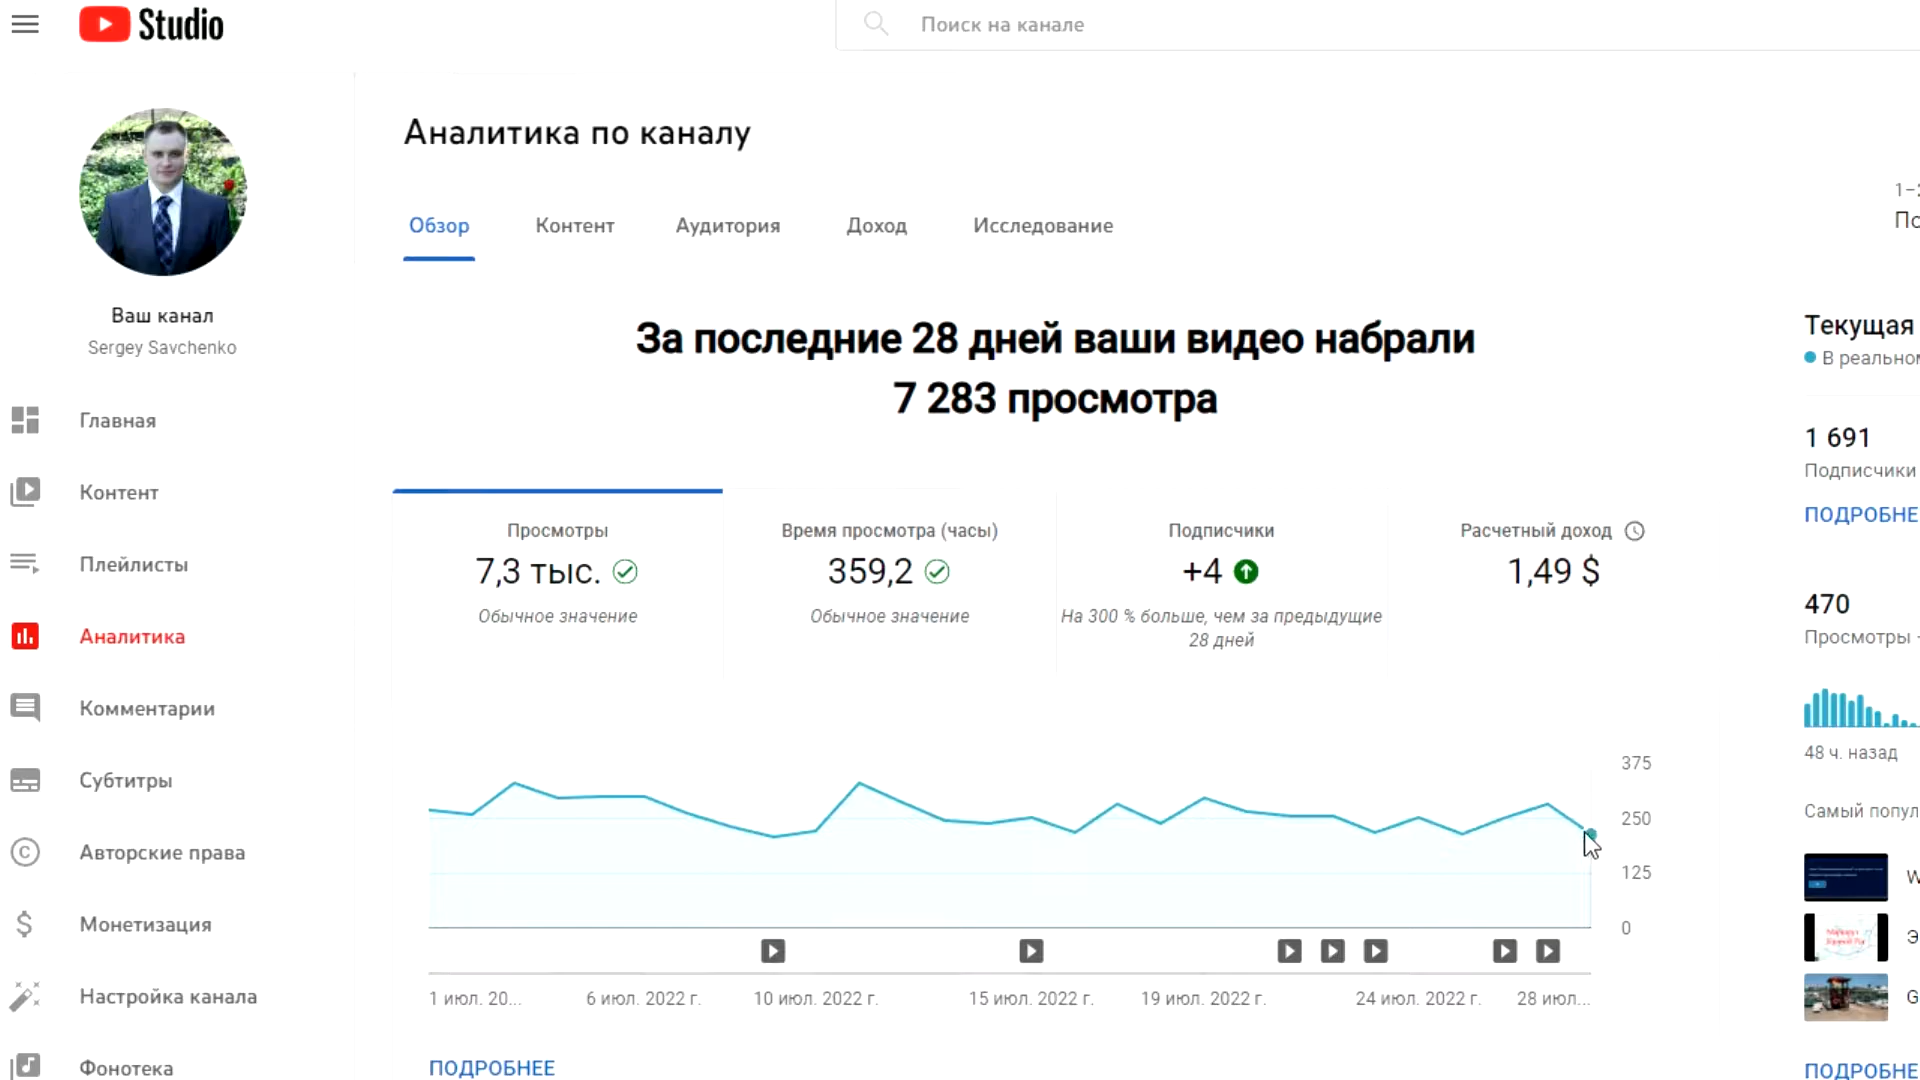 Studio
Поиск на канале
Ваш канал
Sergey Savchenko
Главная
Контент
Плейлисты
Аналитика
Комментарии
Субтитры
Авторские права
Монетизация
Настройка канала
Фонотека
Аналитика по каналу
Обзор Контент Аудитория Доход Исследование
За последние 28 дней ваши видео набрали
7 283 просмотра
Просмотры
7,3 тыс.
Обычное значение
Время просмотра (часы)
359,2
Обычное значение
Подписчики
+4
На 300 % больше, чем за предыдущие
28 дней
Расчетный доход
1,49 $
375
250
125
0
1 июл. 20... 6 июл. 2022 г. 10 июл. 2022 г. 15 июл. 2022 г. 19 июл. 2022 г. 24 июл. 2022 г. 28 июл...
ПОДРОБНЕЕ
Текущая
1 691
Подписчики
470
Просмотры
48 ч. назад
Самый